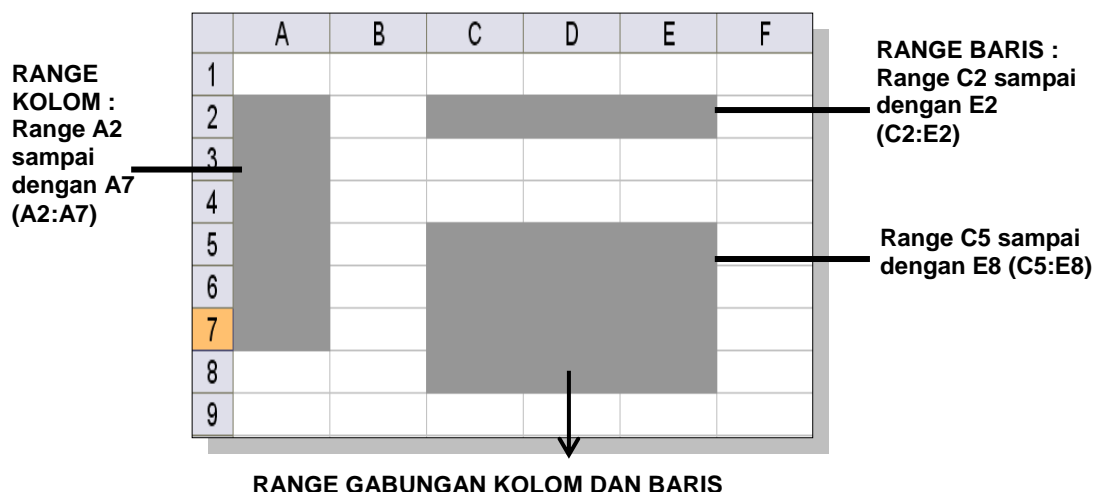 A B C D E F
1
2
3
4
5
6
7
8
9
RANGE
KOLOM :
Range A2
sampai
dengan A7
(A2:A7)
RANGE BARIS :
Range C2 sampai
dengan E2
(C2:E2)
Range C5 sampai
dengan E8 (C5:E8)
RANGE GABUNGAN KOLOM DAN BARIS